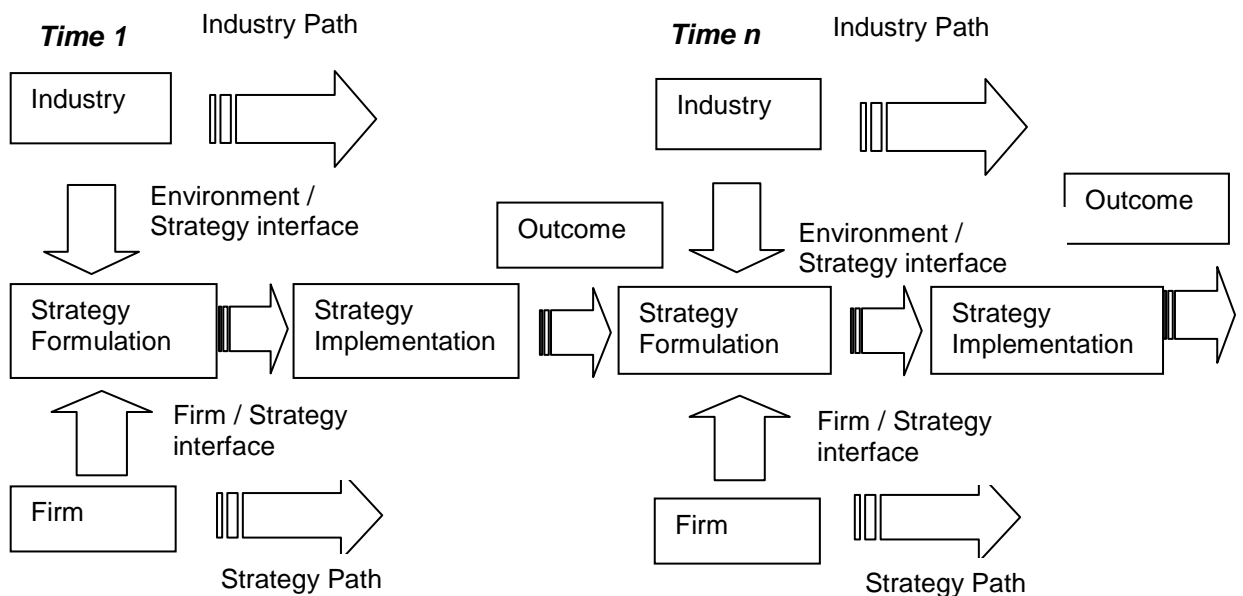 Time 1
Industry Path
Time n
Industry Path
Industry
Industry
Environment /
Strategy interface
Outcome
Environment /
Strategy interface
Outcome
Strategy
Formulation
Strategy
Implementation
Strategy
Formulation
Strategy
Implementation
Firm / Strategy
interface
Firm / Strategy
interface
Firm
Firm
Strategy Path
Strategy Path